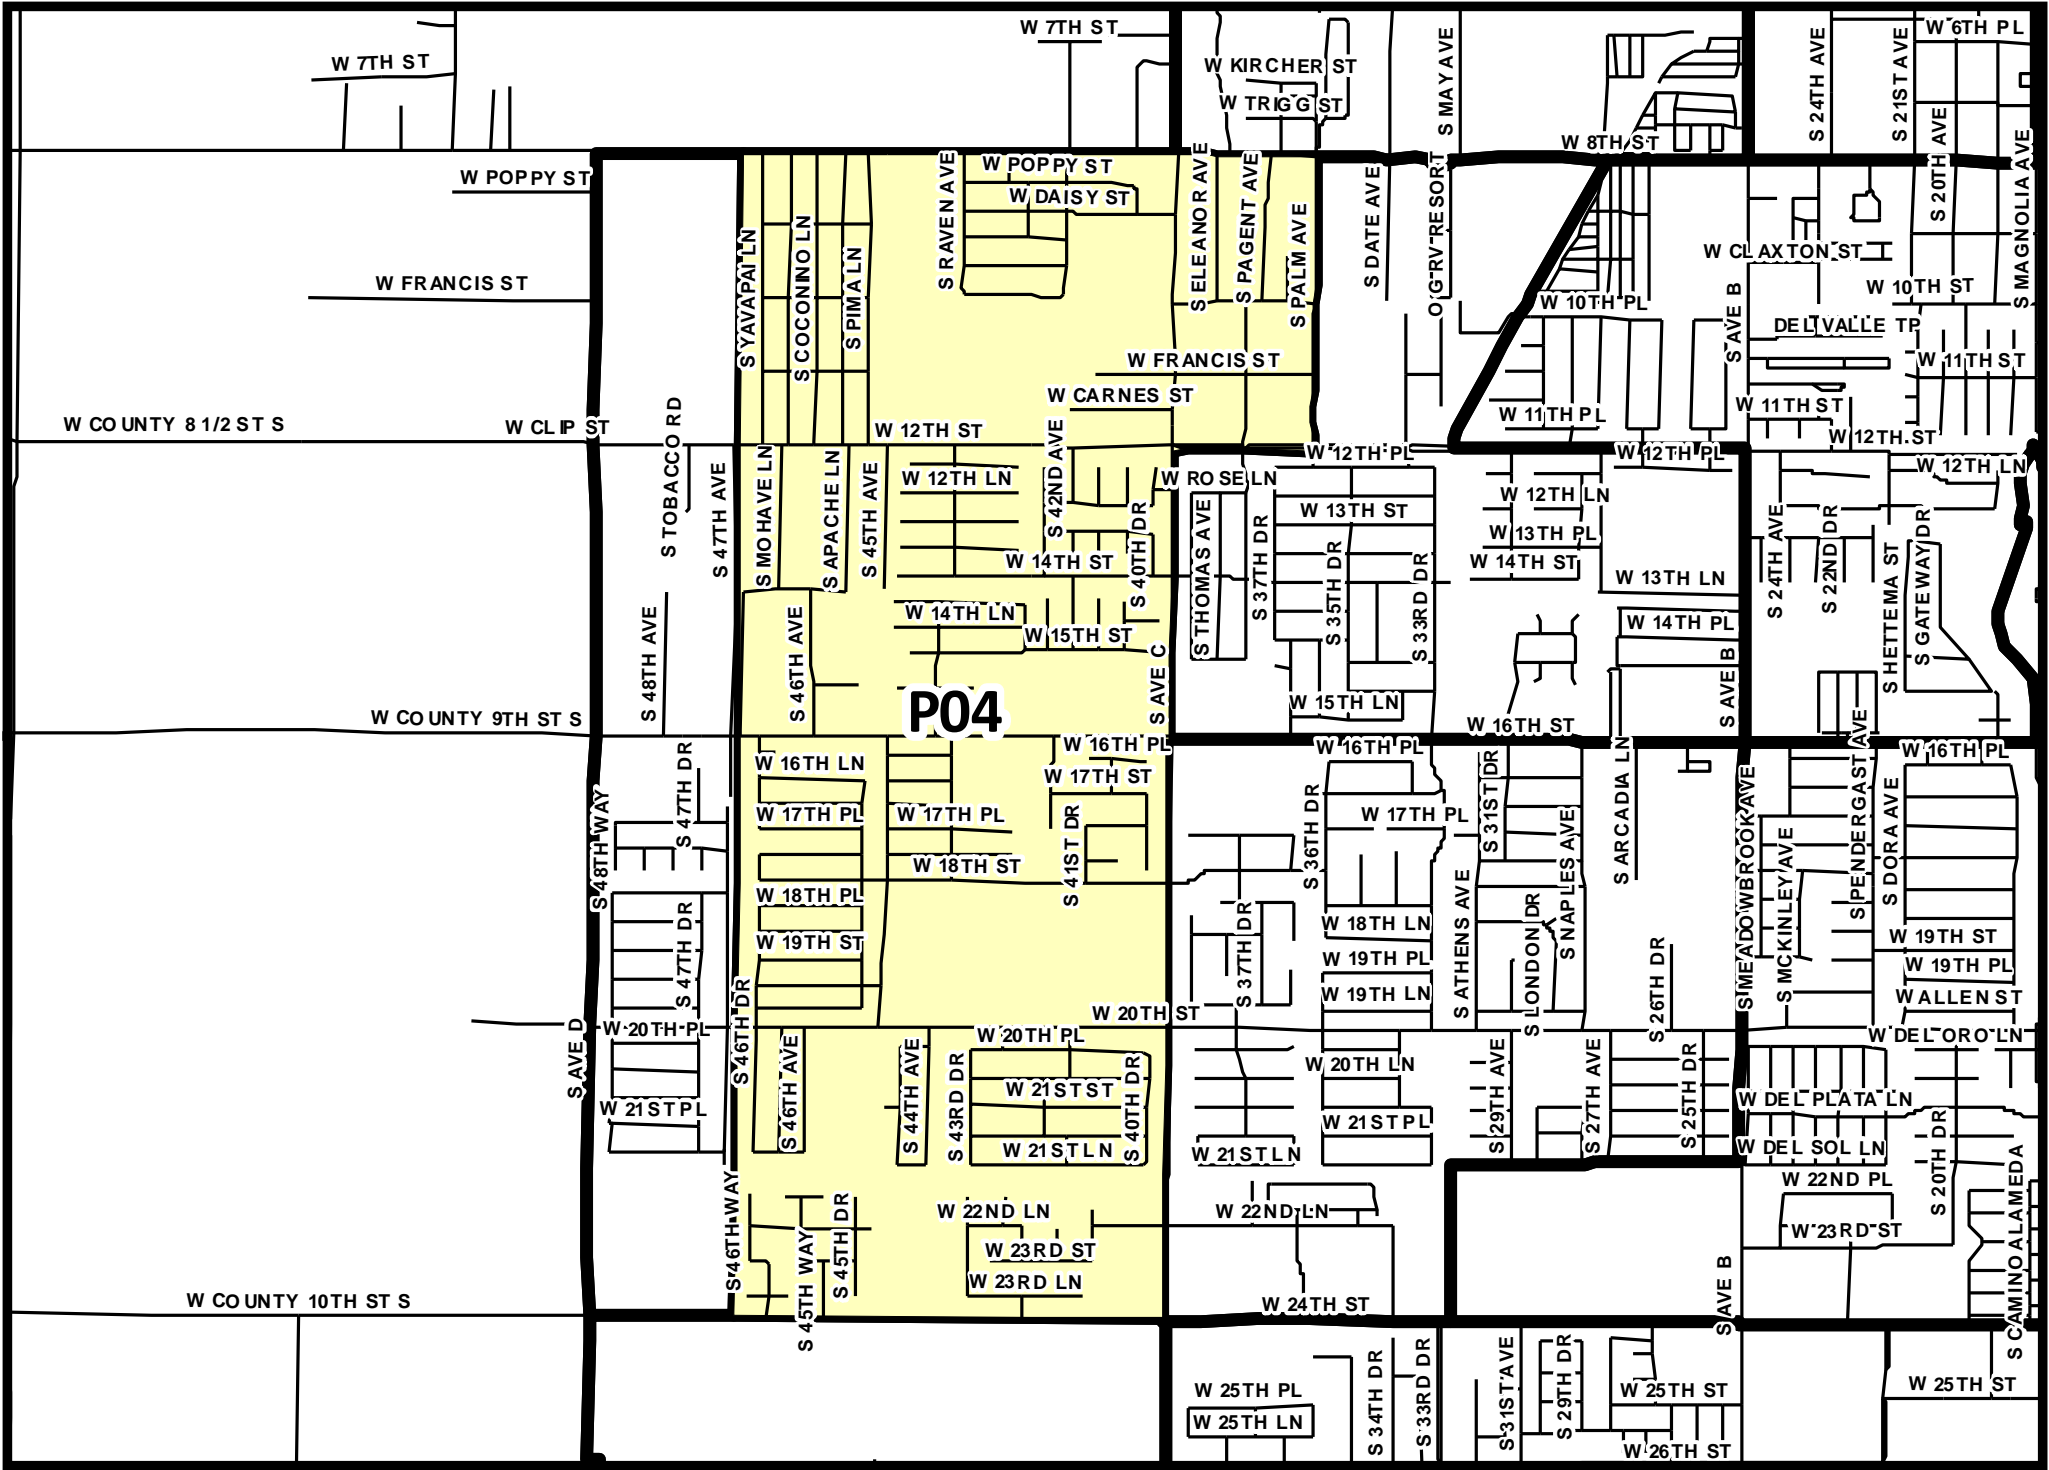 W 7TH ST
W 6TH PL
W 7TH ST
S MAY AVE
S 24TH AVE
S 21ST AVE
W KIRCHER ST
W TRIGG ST
S 20TH AVE
S MAGNOLIA AVE
W 8TH ST
W POPPY ST
W POPPY ST
S RAVEN AVE
W DAISY ST
S ELEANOR AVE
S PAGENT AVE
S PALM AVE
S DATE AVE
O G RV RESORT
W CLAXTON ST
S YAVAPAI LN
S COCONINO LN
S PIMA LN
W FRANCIS ST
W 10TH ST
W 10TH PL
S AVE B
DEL VALLE TP
W FRANCIS ST
W 11TH ST
W CARNES ST
W 11TH PL
W 11TH ST
W COUNTY 8 1/2 ST S
W CLIP ST
S TOBACCO RD
W 12TH ST
S 42ND AVE
W 12TH ST
W 12TH PL
W 12TH PL
W 12TH LN
S 47TH AVE
S MOHAVE LN
S APACHE LN
S 45TH AVE
W 12TH LN
W ROSE LN
W 12TH LN
S 40TH DR
S THOMAS AVE
S 37TH DR
W 13TH ST
W 13TH PL
S 24TH AVE
S 22ND DR
S HETTEMA ST
S GATEWAY DR
W 14TH ST
S 35TH DR
S 33RD DR
W 14TH ST
W 13TH LN
S 48TH AVE
S 46TH AVE
W 14TH LN
W 15TH ST
W 14TH PL
S AVE C
S AVE B
W 15TH LN
P04
W COUNTY 9TH ST S
W 16TH ST
W 16TH PL
W 16TH PL
W 16TH PL
S 47TH DR
W 16TH LN
W 17TH ST
S 31ST DR
S ARCADIA LN
S MEADOWBROOK AVE
S PENDERGAST AVE
S DORA AVE
S 48TH WAY
W 17TH PL
W 17TH PL
S 41ST DR
S 36TH DR
W 17TH PL
S NAPLES AVE
S MCKINLEY AVE
W 18TH ST
W 18TH PL
S ATHENS AVE
S LONDON DR
S 47TH DR
W 19TH ST
S 37TH DR
W 18TH LN
W 19TH ST
W 19TH PL
S 26TH DR
W 19TH PL
W 19TH LN
W ALLEN ST
S 46TH DR
W 20TH ST
W 20TH PL
W 20TH PL
W DEL ORO LN
S AVE D
S 46TH AVE
S 44TH AVE
S 43RD DR
S 40TH DR
W 20TH LN
S 29TH AVE
S 27TH AVE
S 25TH DR
W 21ST ST
W DEL PLATA LN
W 21ST PL
W 21ST PL
W 21ST LN
W 21ST LN
W DEL SOL LN
S 20TH DR
S CAMINO ALAMEDA
W 22ND PL
S 46TH WAY
S 45TH WAY
S 45TH DR
W 22ND LN
W 22ND LN
W 23RD ST
W 23RD ST
W 23RD LN
S AVE B
W COUNTY 10TH ST S
W 24TH ST
S 34TH DR
S 33RD DR
S 31ST AVE
S 29TH DR
W 25TH PL
W 25TH ST
W 25TH ST
W 25TH LN
W 26TH ST